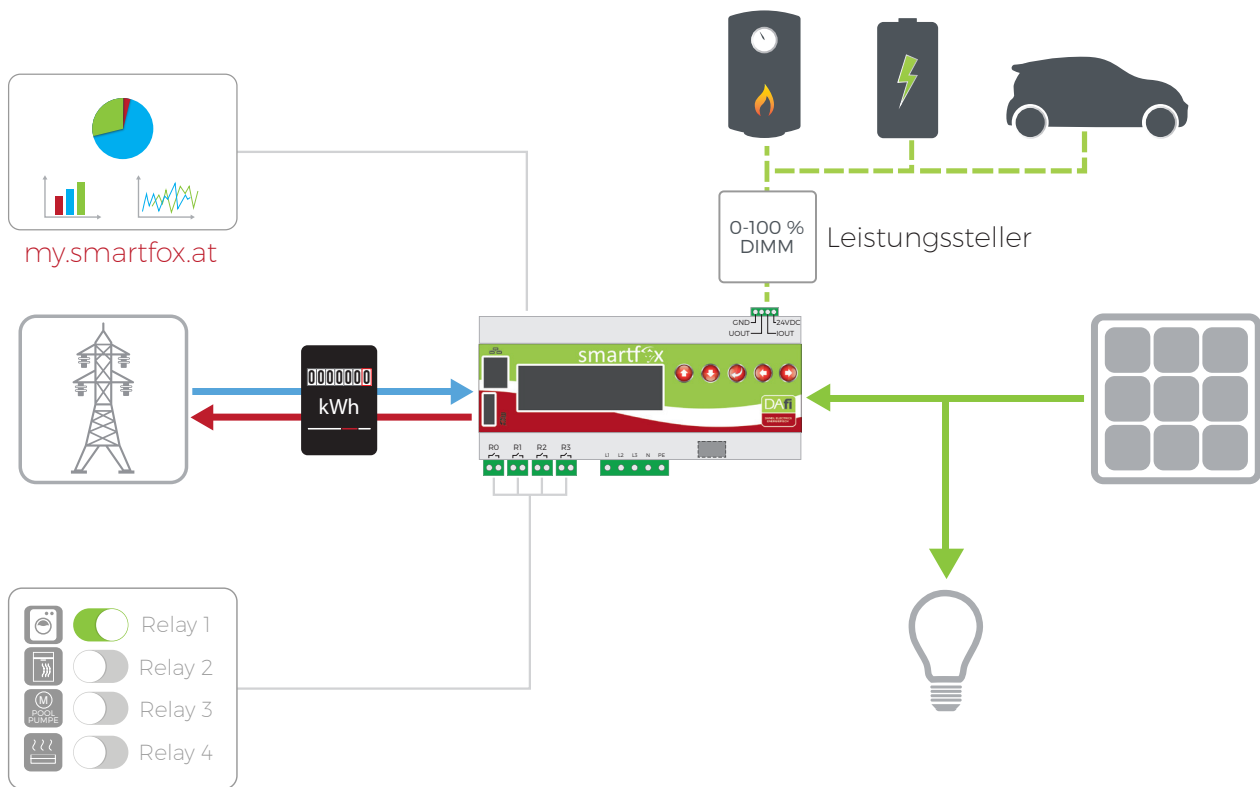 my.smartfox.at
0-100 %
DIMM
Leistungssteller
GND
24VDC
UOUT
IOUT
smartfox
0000000
kWh
DAfi
R0 R1 R2 R3
L1 L2 L3 N PE
Relay 1
Relay 2
M
POOL
PUMPE
Relay 3
Relay 4